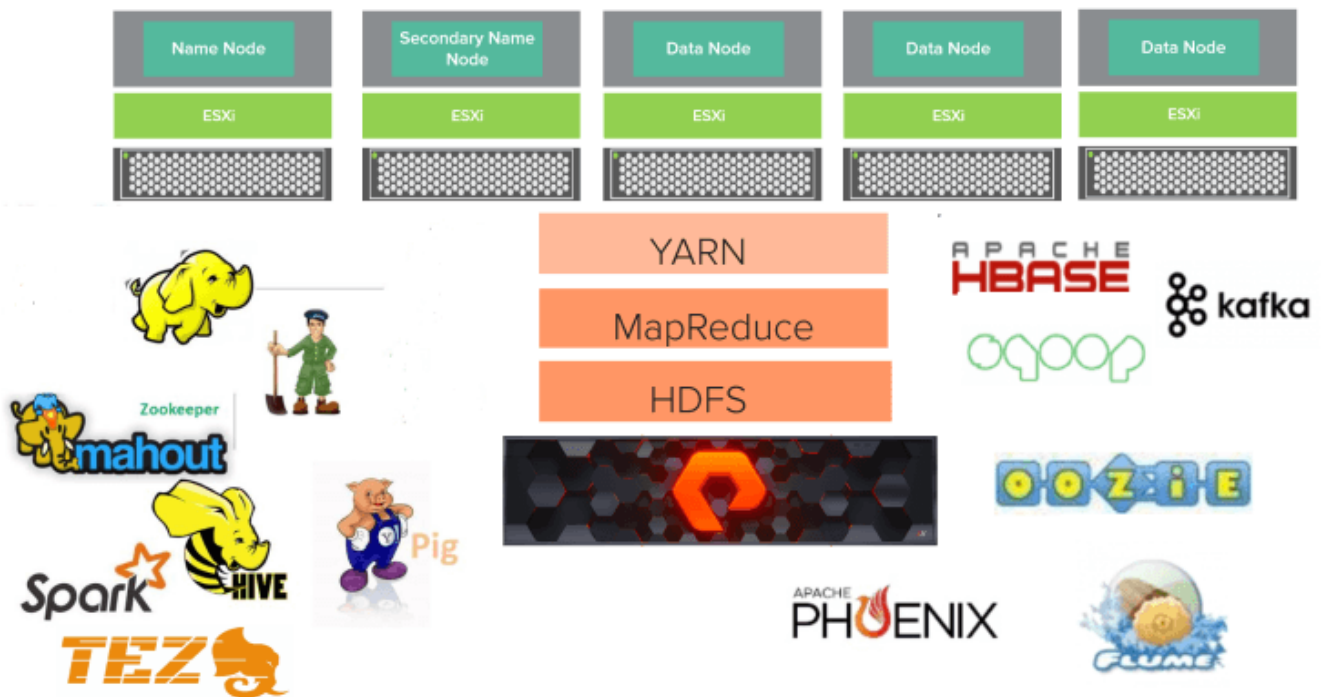 Name Node
Secondary Name
Node
Data Node
Data Node
Data Node
ESXi
ESXi
ESXi
ESXi
ESXi
YARN
MapReduce
HDFS
APACHE
HBASE
kafka
sqoop
Zookeeper
mahout
OOZIE
HIVE
Y!
Pig
Spark
TEZ
APACHE
PHOENIX
FLUME